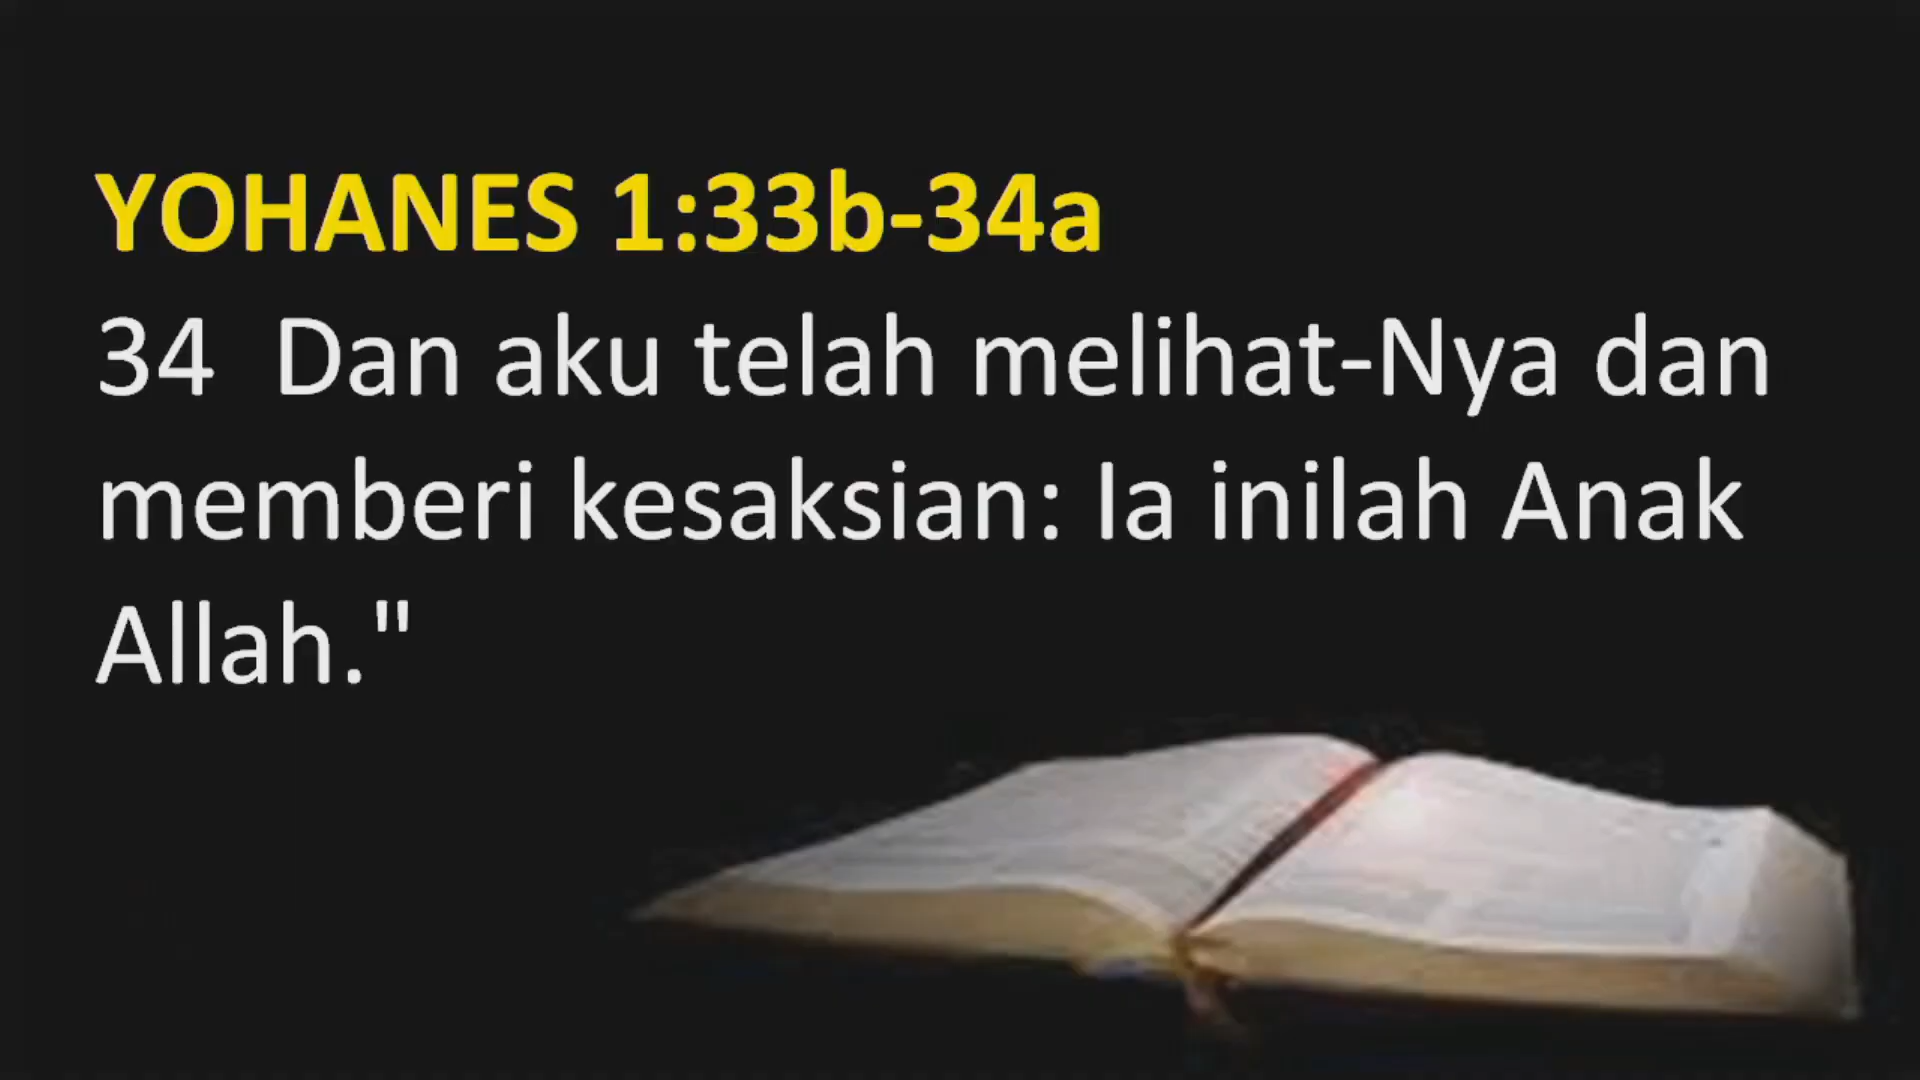 YOHANES 1:33b-34a
34  Dan aku telah melihat-Nya dan
memberi kesaksian: Ia inilah Anak
Allah."